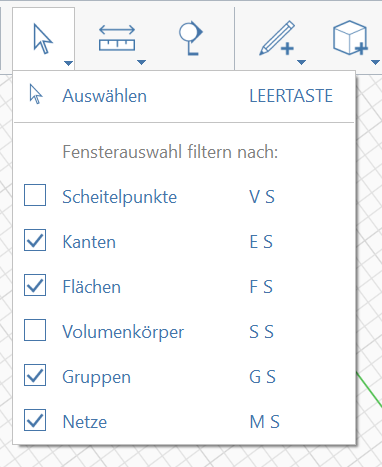 Auswählen LEERTASTE
Fensterauswahl filtern nach:
Scheitelpunkte V S
Kanten E S
Flächen F S
Volumenkörper S S
Gruppen G S
Netze M S